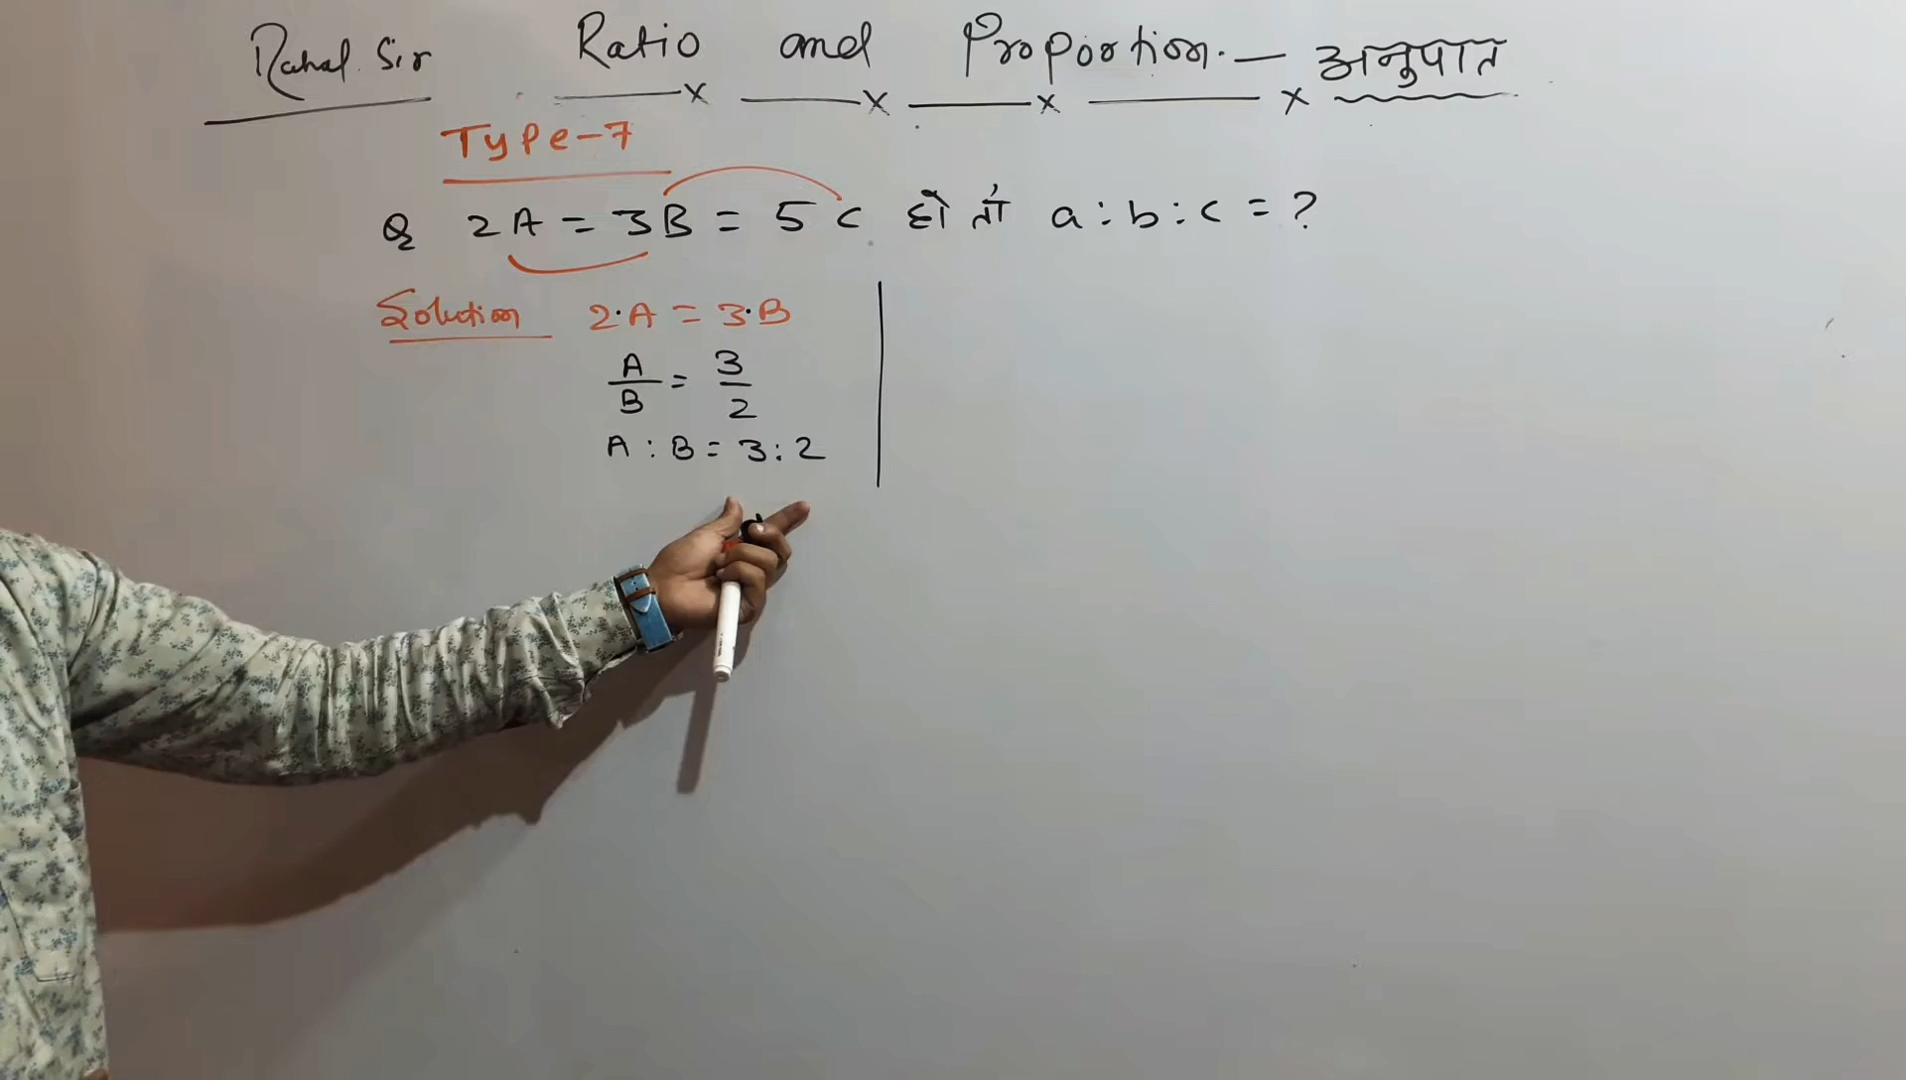 Rahul Sir Ratio and Proportion. — अनुपात
Type-7
Q 2A = 3B = 5C हो तो a : b : c = ?
Solution 2·A = 3·B
A/B = 3/2
A : B = 3 : 2